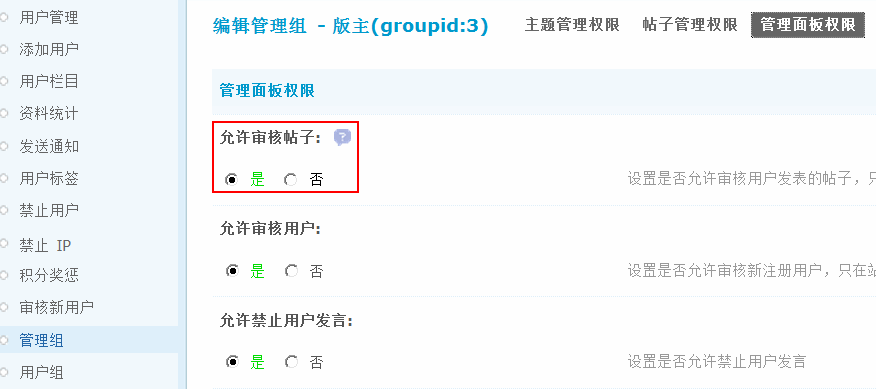 用户管理
添加用户
用户栏目
资料统计
发送通知
用户标签
禁止用户
禁止 IP
积分奖惩
审核新用户
管理组
用户组
编辑管理组 - 版主(groupid:3) 主题管理权限 帖子管理权限 管理面板权限
管理面板权限
允许审核帖子: ?
是 否 设置是否允许审核用户发表的帖子，只
允许审核用户:
是 否 设置是否允许审核新注册用户，只在站
允许禁止用户发言:
是 否 设置是否允许禁止用户发言